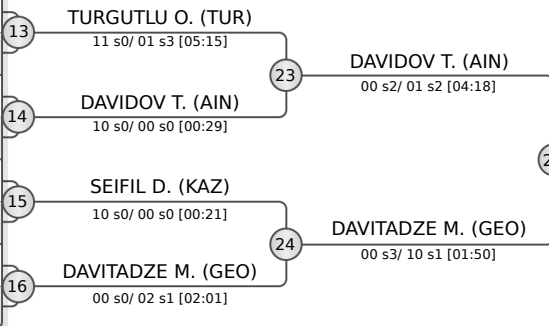 13
TURGUTLU O. (TUR)
11 s0/ 01 s3 [05:15]
23
DAVIDOV T. (AIN)
00 s2/ 01 s2 [04:18]
14
DAVIDOV T. (AIN)
10 s0/ 00 s0 [00:29]
15
SEIFIL D. (KAZ)
10 s0/ 00 s0 [00:21]
24
DAVITADZE M. (GEO)
00 s3/ 10 s1 [01:50]
16
DAVITADZE M. (GEO)
00 s0/ 02 s1 [02:01]